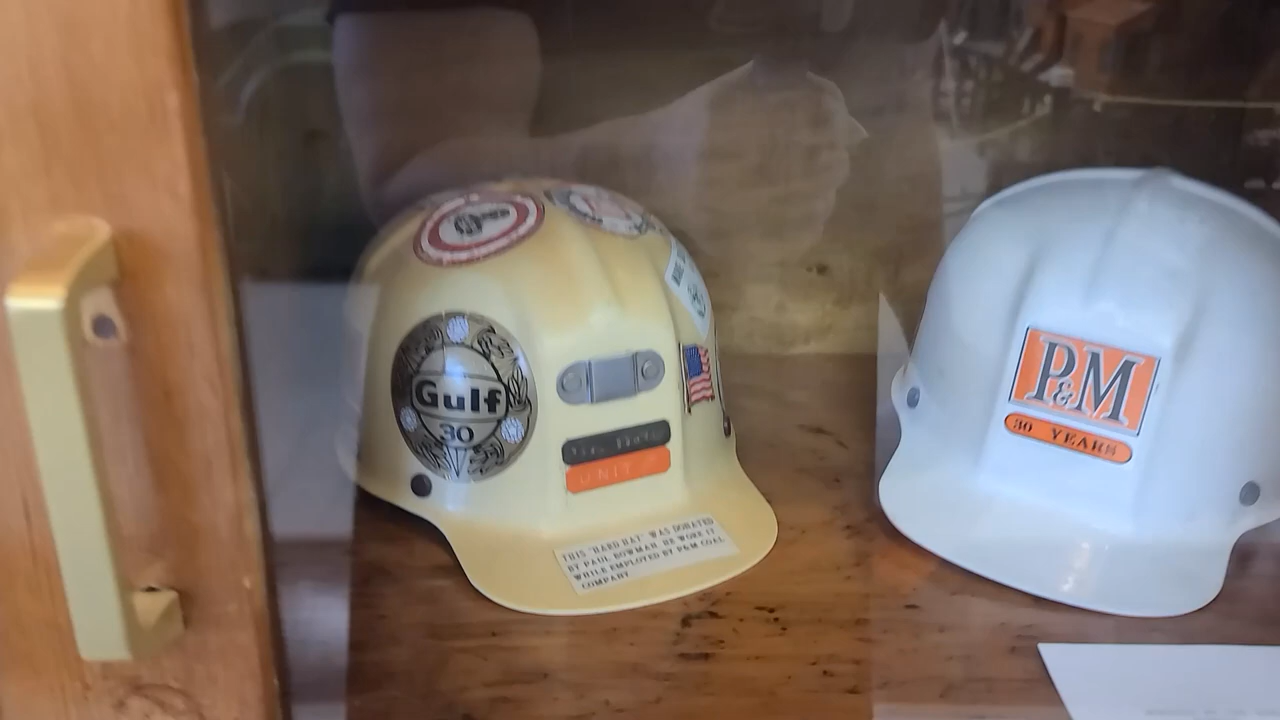 Gulf
30
UNIT
THIS "HARD HAT" WAS DONATED
BY PAUL BOWMAN. HE WORE IT
WHILE EMPLOYED BY P&M COAL
COMPANY
P&M
30 YEARS